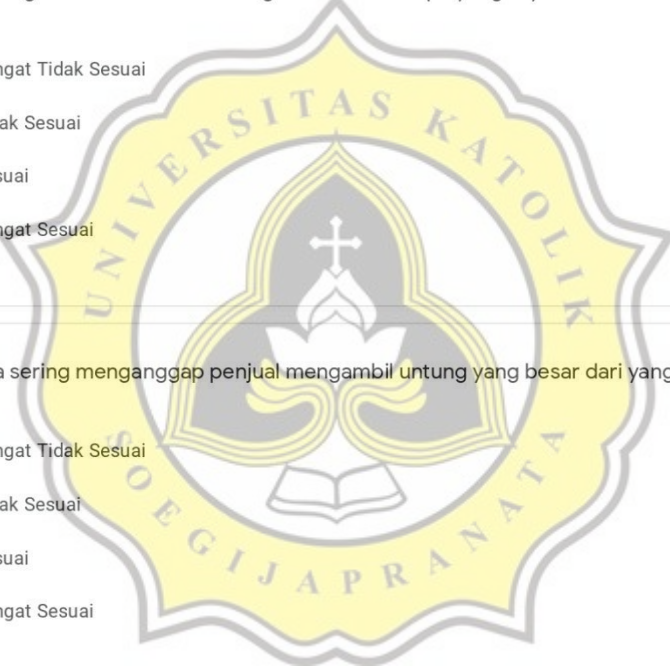 ngat Tidak Sesuai
ak Sesuai
suai
ngat Sesuai
UNIVERSITAS KATOLIK
a sering menganggap penjual mengambil untung yang besar dari yang
ngat Tidak Sesuai
ak Sesuai
suai
ngat Sesuai
SOEGIJAPRANATA